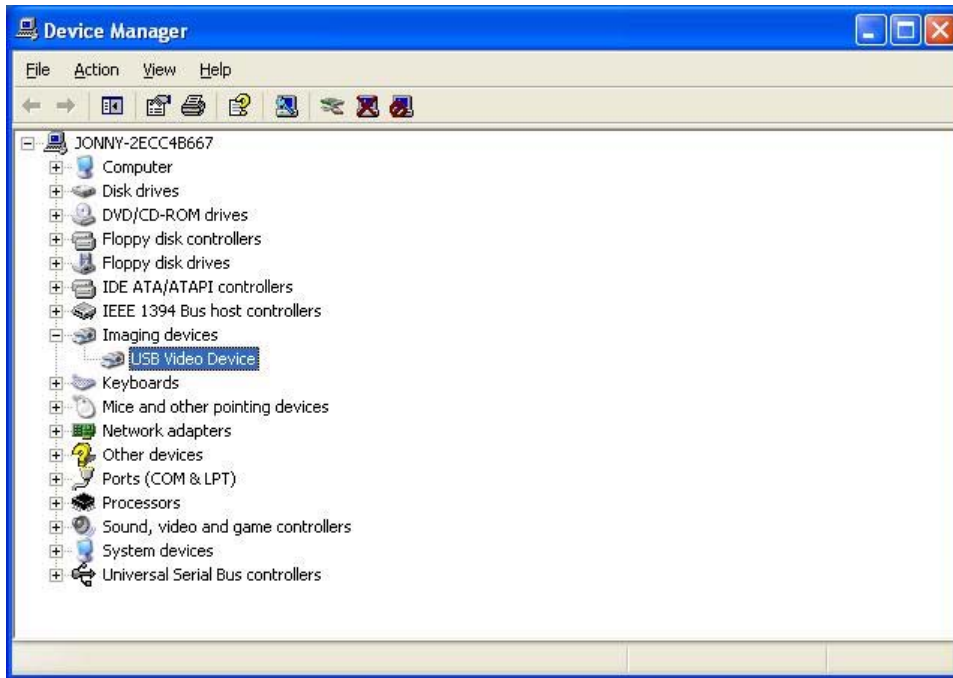 Device Manager
File Action View Help
JONNY-2ECC4B667
Computer
Disk drives
DVD/CD-ROM drives
Floppy disk controllers
Floppy disk drives
IDE ATA/ATAPI controllers
IEEE 1394 Bus host controllers
Imaging devices
USB Video Device
Keyboards
Mice and other pointing devices
Network adapters
Other devices
Ports (COM & LPT)
Processors
Sound, video and game controllers
System devices
Universal Serial Bus controllers